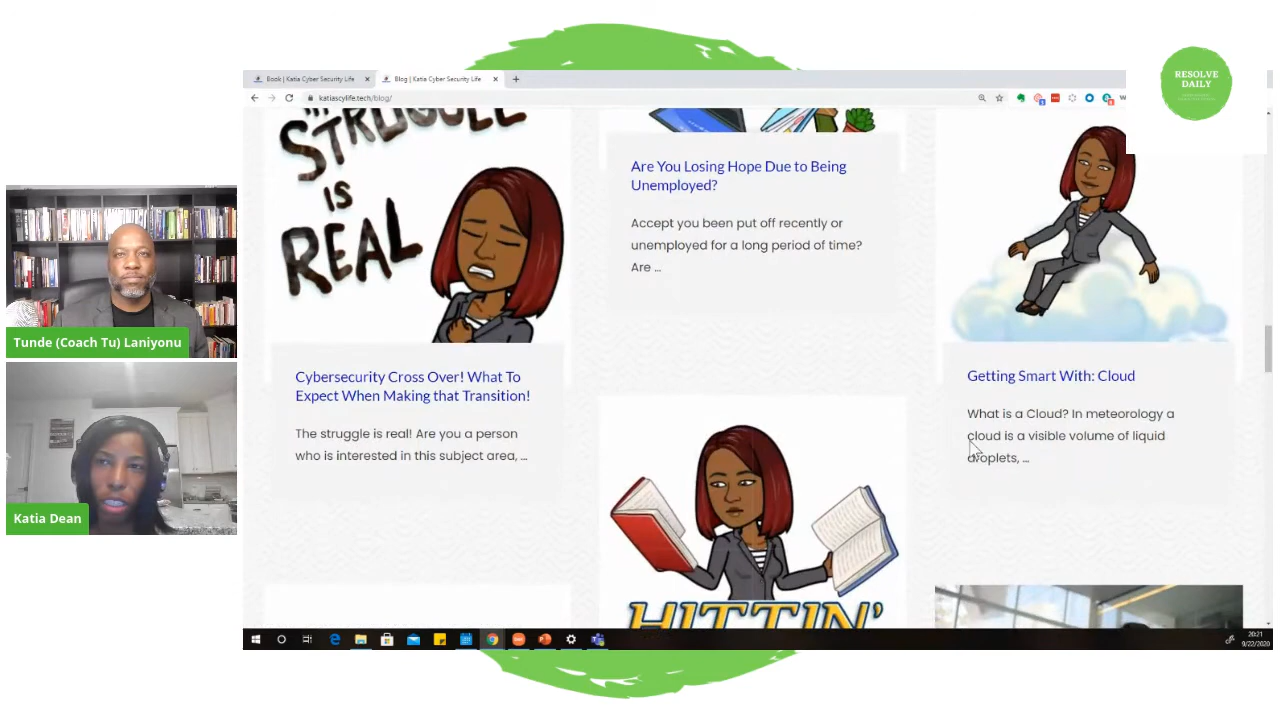 RESOLVE
DAILY
Book | Katia Cyber Security Life
Blog | Katia Cyber Security Life
katiascylife.tech/blog/
STRUGGLE
IS
REAL
Are You Losing Hope Due to Being
Unemployed?
Accept you been put off recently or
unemployed for a long period of time?
Are ...
Cybersecurity Cross Over! What To
Expect When Making that Transition!
The struggle is real! Are you a person
who is interested in this subject area, ...
Getting Smart With: Cloud
What is a Cloud? In meteorology a
cloud is a visible volume of liquid
droplets, ...
HITTIN'
Tunde (Coach Tu) Laniyonu
Katia Dean
20:21
9/22/2020